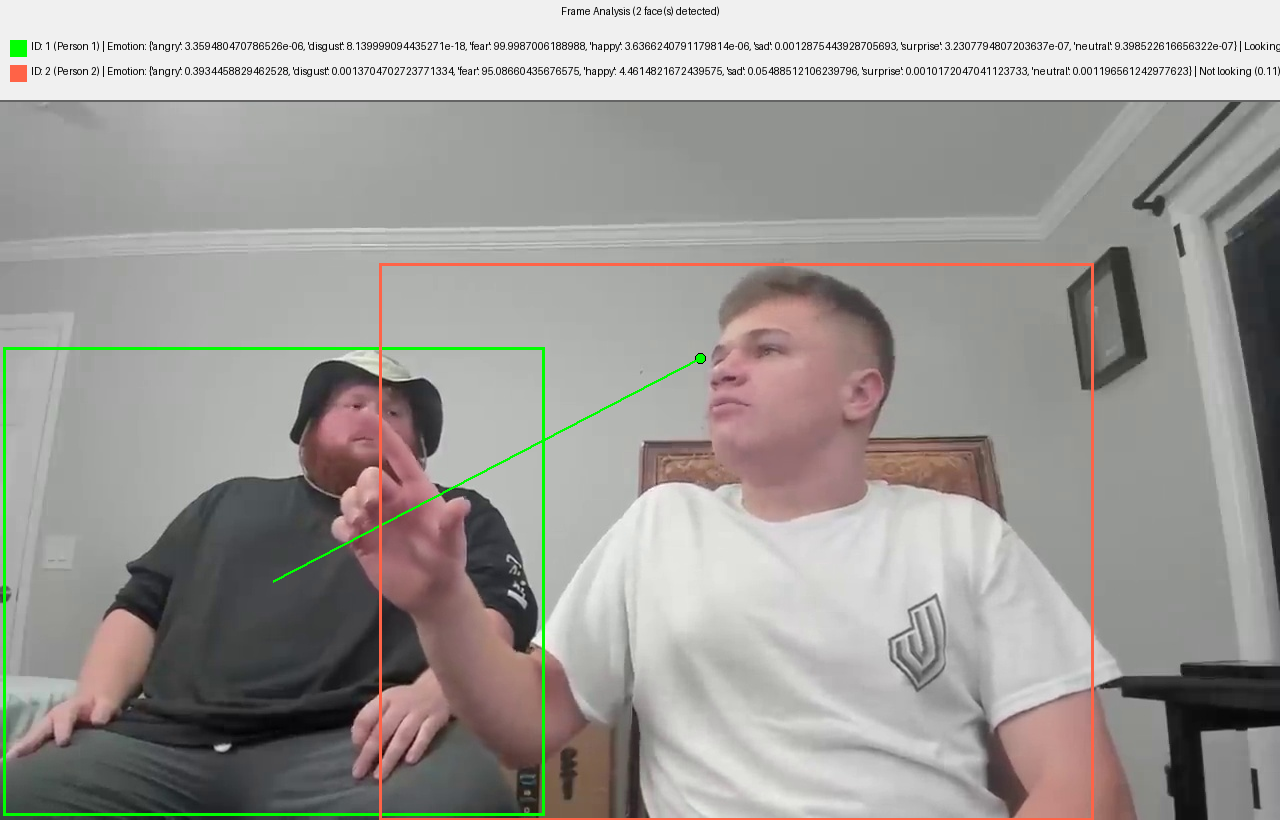 Frame Analysis (2 face(s) detected)
ID: 1 (Person 1) | Emotion: {'angry': 3.359480470786526e-06, 'disgust': 8.139999094435271e-18, 'fear': 99.9987006188988, 'happy': 3.6366240791179814e-06, 'sad': 0.0012875443928705693, 'surprise': 3.2307794807203637e-07, 'neutral': 9.398522616656322e-07} | Looking
ID: 2 (Person 2) | Emotion: {'angry': 0.3934458829462528, 'disgust': 0.0013704702723771334, 'fear': 95.08660435676575, 'happy': 4.4614821672439575, 'sad': 0.05488512106239796, 'surprise': 0.0010172047041123733, 'neutral': 0.001196561242977623} | Not looking (0.11)